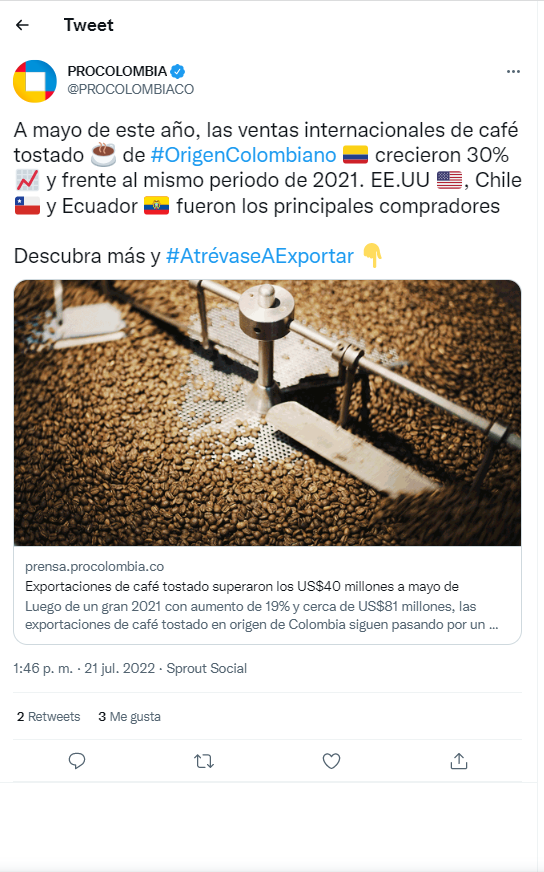 Tweet
PROCOLOMBIA
@PROCOLOMBIACO
A mayo de este año, las ventas internacionales de café
tostado ☕ de #OrigenColombiano 🇨🇴 crecieron 30%
📈 y frente al mismo periodo de 2021. EE.UU 🇺🇸, Chile
🇨🇱 y Ecuador 🇪🇨 fueron los principales compradores
Descubra más y #AtrévaseAExportar 👇
prensa.procolombia.co
Exportaciones de café tostado superaron los US$40 millones a mayo de
Luego de un gran 2021 con aumento de 19% y cerca de US$81 millones, las
exportaciones de café tostado en origen de Colombia siguen pasando por un ...
1:46 p. m. · 21 jul. 2022 · Sprout Social
2 Retweets 3 Me gusta